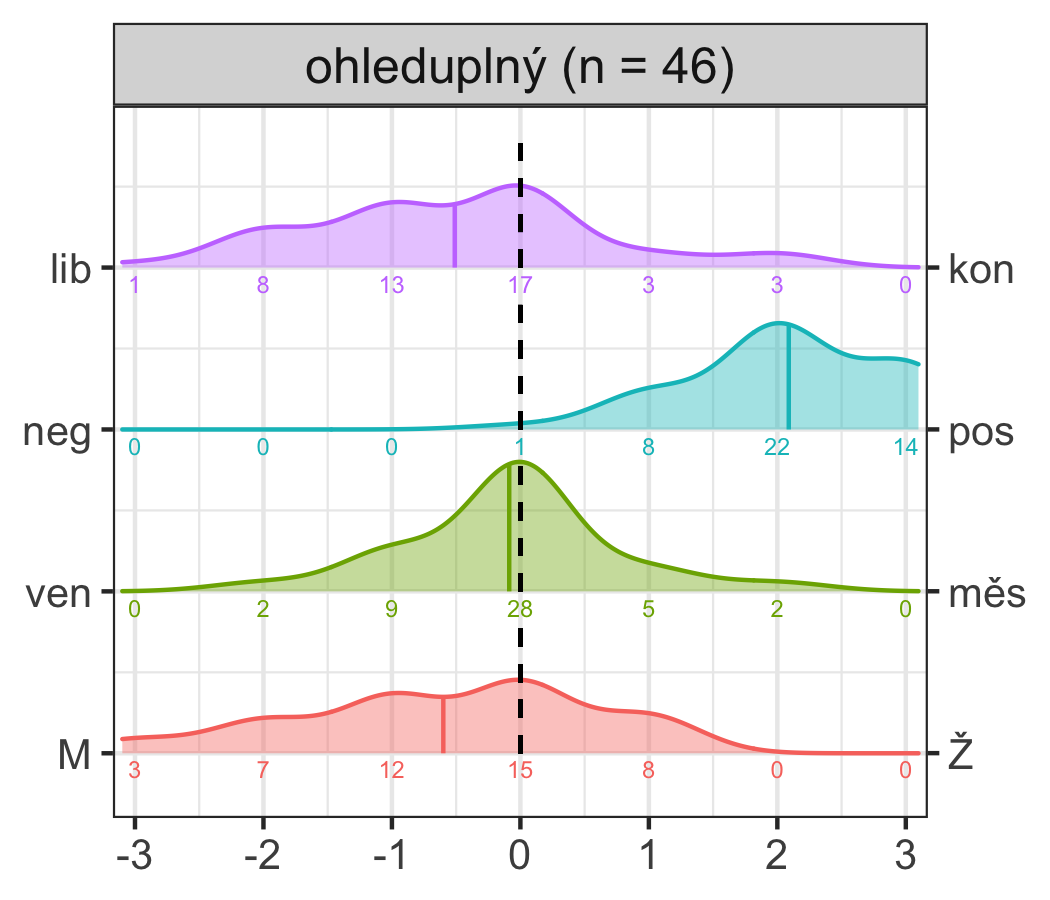 ohleduplný (n = 46)
lib kon
1 8 13 17 3 3 0
neg pos
0 0 0 1 8 22 14
ven měs
0 2 9 28 5 2 0
M Ž
3 7 12 15 8 0 0
-3 -2 -1 0 1 2 3